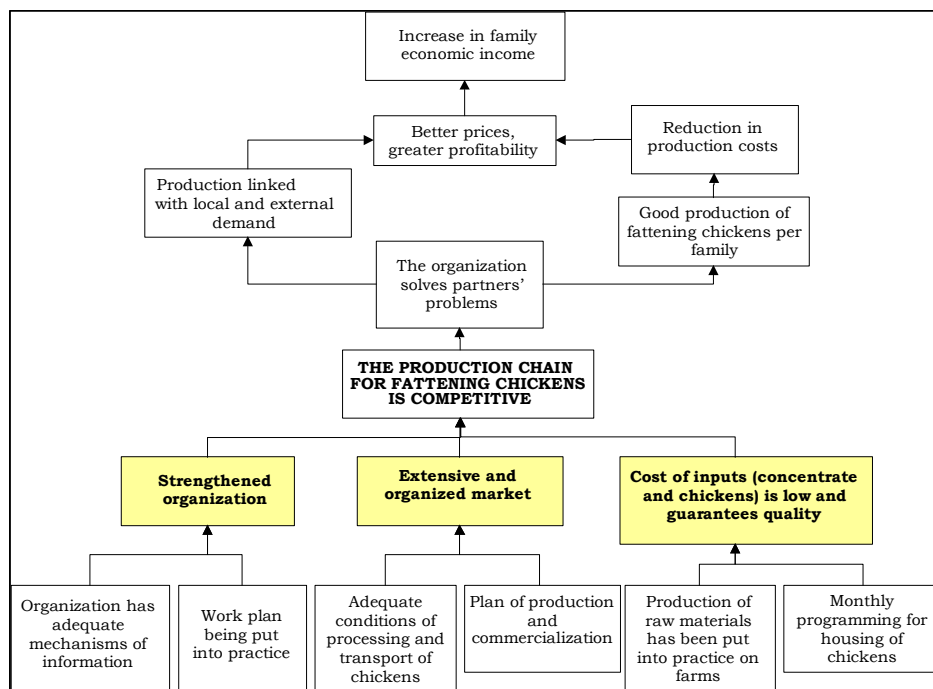 Increase in family
economic income
Better prices,
greater profitability
Reduction in
production costs
Production linked
with local and external
demand
Good production of
fattening chickens per
family
The organization
solves partners’
problems
THE PRODUCTION CHAIN
FOR FATTENING CHICKENS
IS COMPETITIVE
Strengthened
organization
Extensive and
organized market
Cost of inputs (concentrate
and chickens) is low and
guarantees quality
Organization has
adequate
mechanisms of
information
Work plan
being put into
practice
Adequate
conditions of
processing and
transport of
chickens
Plan of production
and
commercialization
Production of
raw materials
has been put
into practice on
farms
Monthly
programming for
housing of
chickens